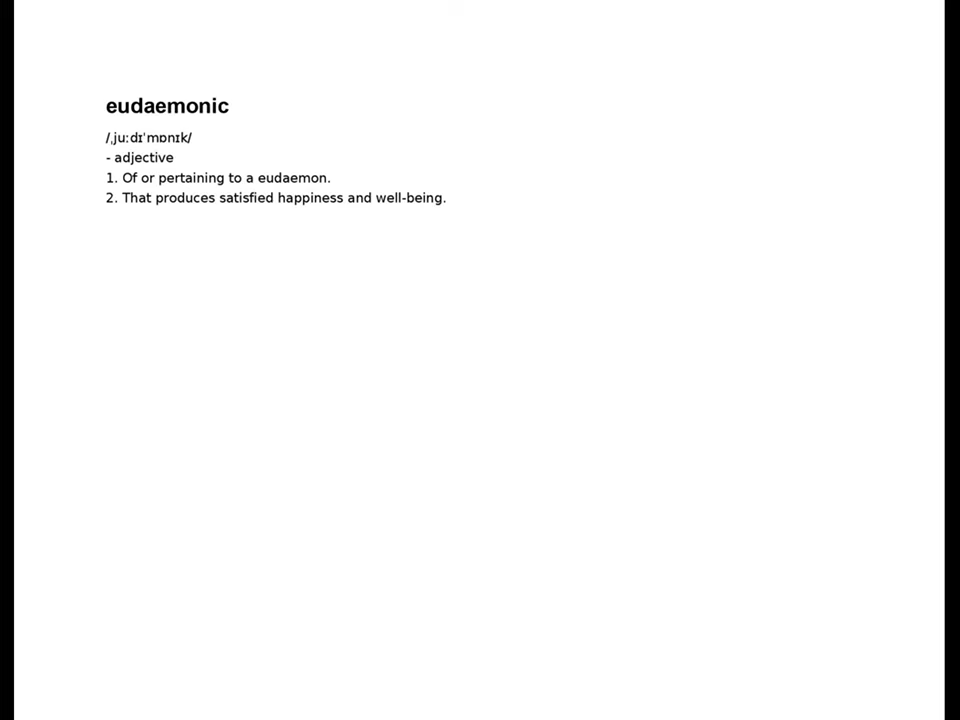 eudaemonic
/ˌjuːdɪˈmɒnɪk/
- adjective
1. Of or pertaining to a eudaemon.
2. That produces satisfied happiness and well-being.